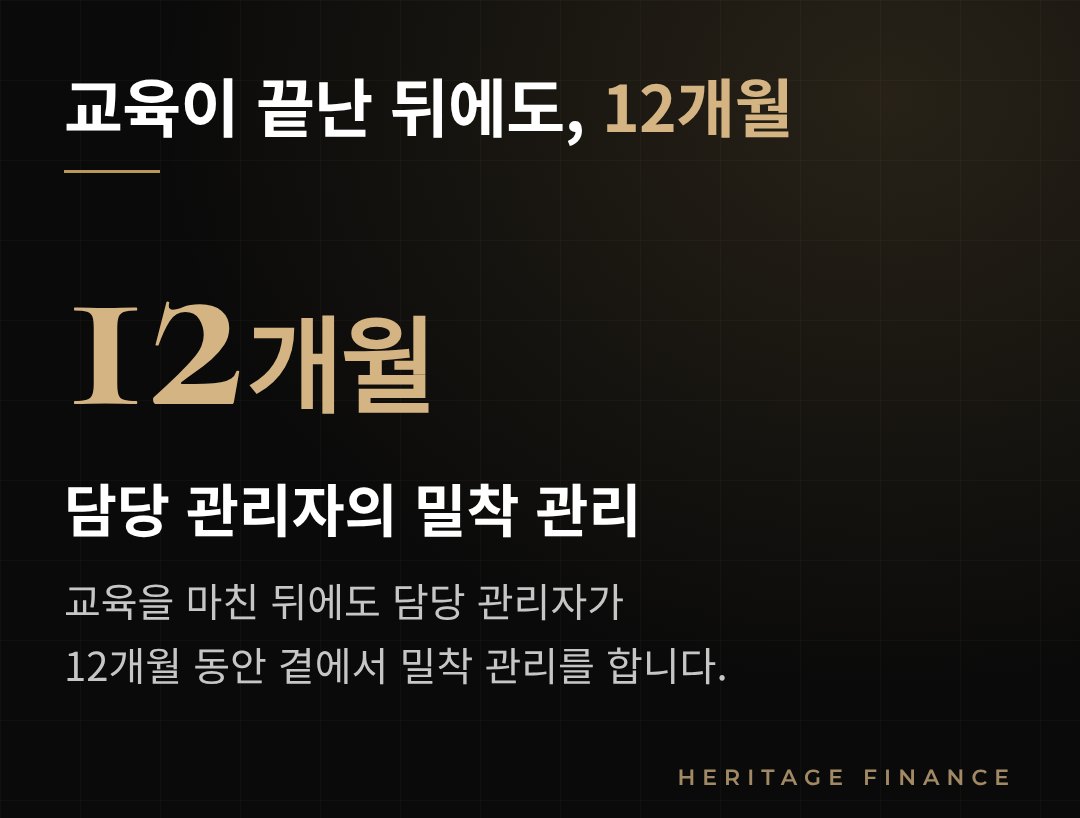 교육이 끝난 뒤에도, 12개월
12개월
담당 관리자의 밀착 관리
교육을 마친 뒤에도 담당 관리자가
12개월 동안 곁에서 밀착 관리를 합니다.
HERITAGE FINANCE